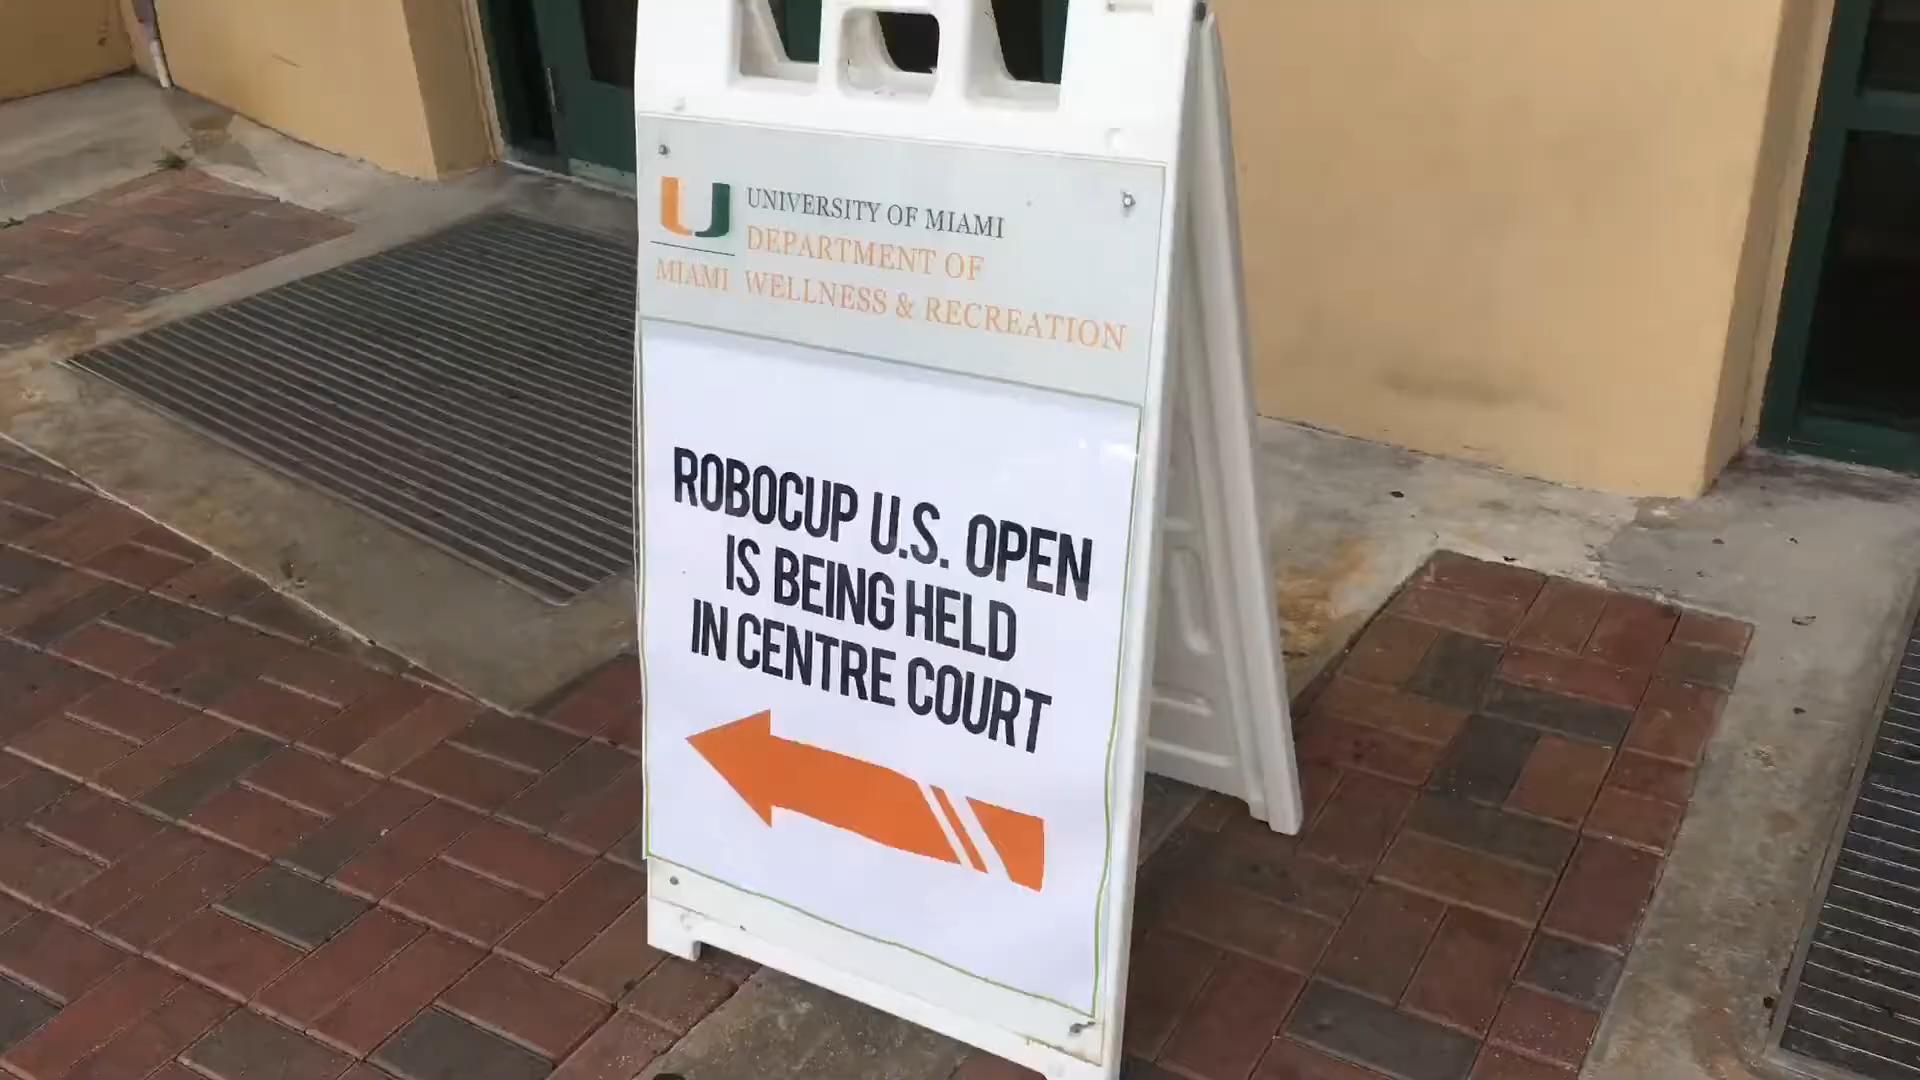 UNIVERSITY OF MIAMI
DEPARTMENT OF
MIAMI WELLNESS & RECREATION
ROBOCUP U.S. OPEN
IS BEING HELD
IN CENTRE COURT